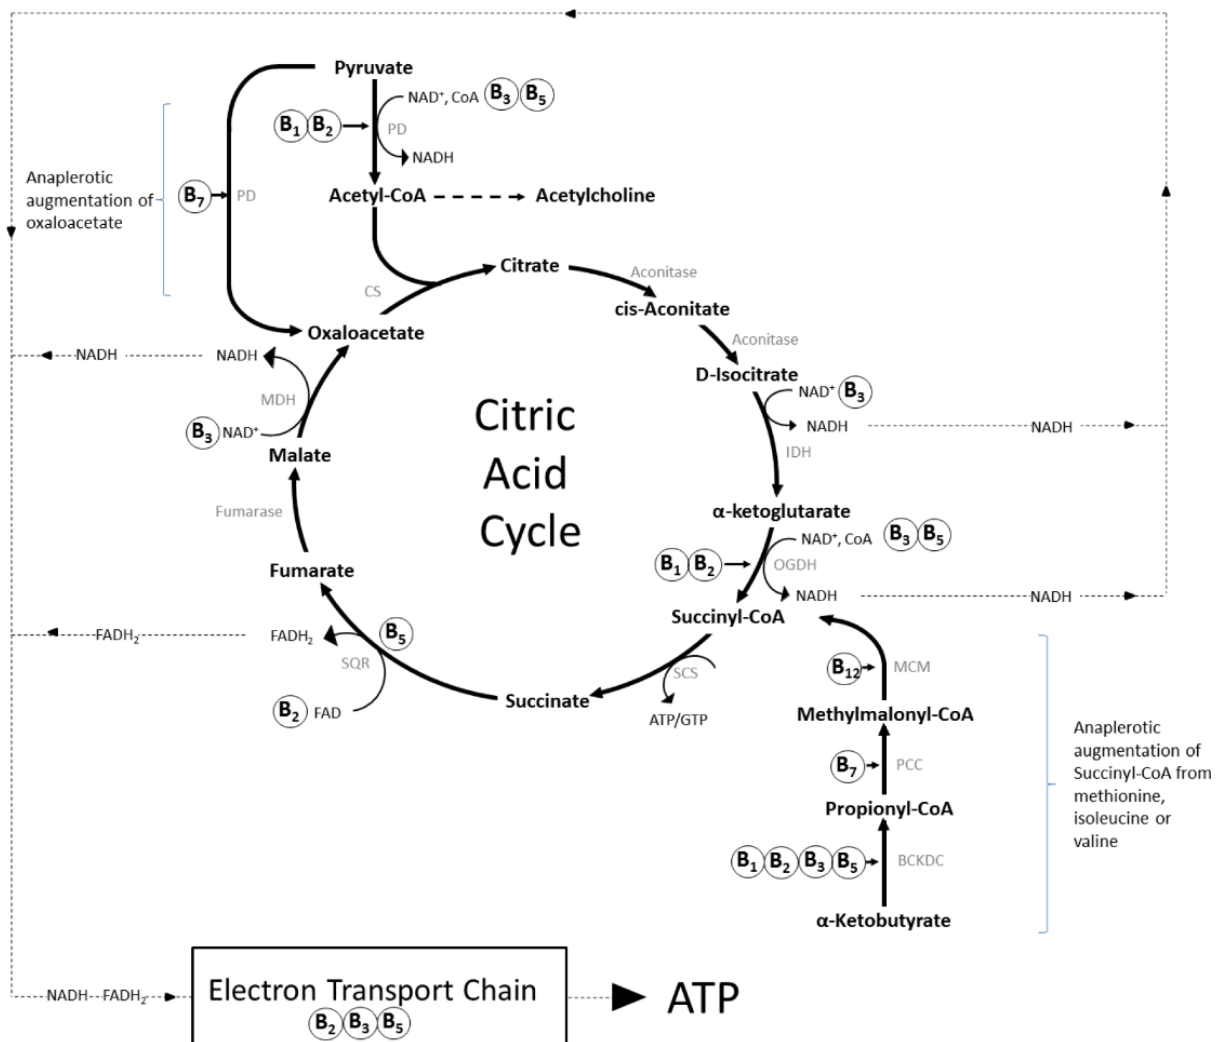 Pyruvate
NAD⁺, CoA B₃ B₅
B₁ B₂
PD
NADH
Anaplerotic
augmentation of
oxaloacetate
B₇
PD
Acetyl-CoA
Acetylcholine
Citrate
Aconitase
CS
cis-Aconitate
Oxaloacetate
Aconitase
NADH
NADH
D-Isocitrate
NAD⁺ B₃
MDH
NADH
NADH
B₃ NAD⁺
IDH
Malate
Citric
Acid
Cycle
Fumarase
α-ketoglutarate
NAD⁺, CoA B₃ B₅
B₁ B₂
OGDH
Fumarate
NADH
NADH
Succinyl-CoA
FADH₂
FADH₂
B₅
SQR
SCS
B₁₂
MCM
B₂ FAD
Succinate
ATP/GTP
Methylmalonyl-CoA
Anaplerotic
augmentation of
Succinyl-CoA from
methionine,
isoleucine or
valine
B₇
PCC
Propionyl-CoA
B₁ B₂ B₃ B₅
BCKDC
α-Ketobutyrate
NADH FADH₂
Electron Transport Chain
B₂ B₃ B₅
ATP